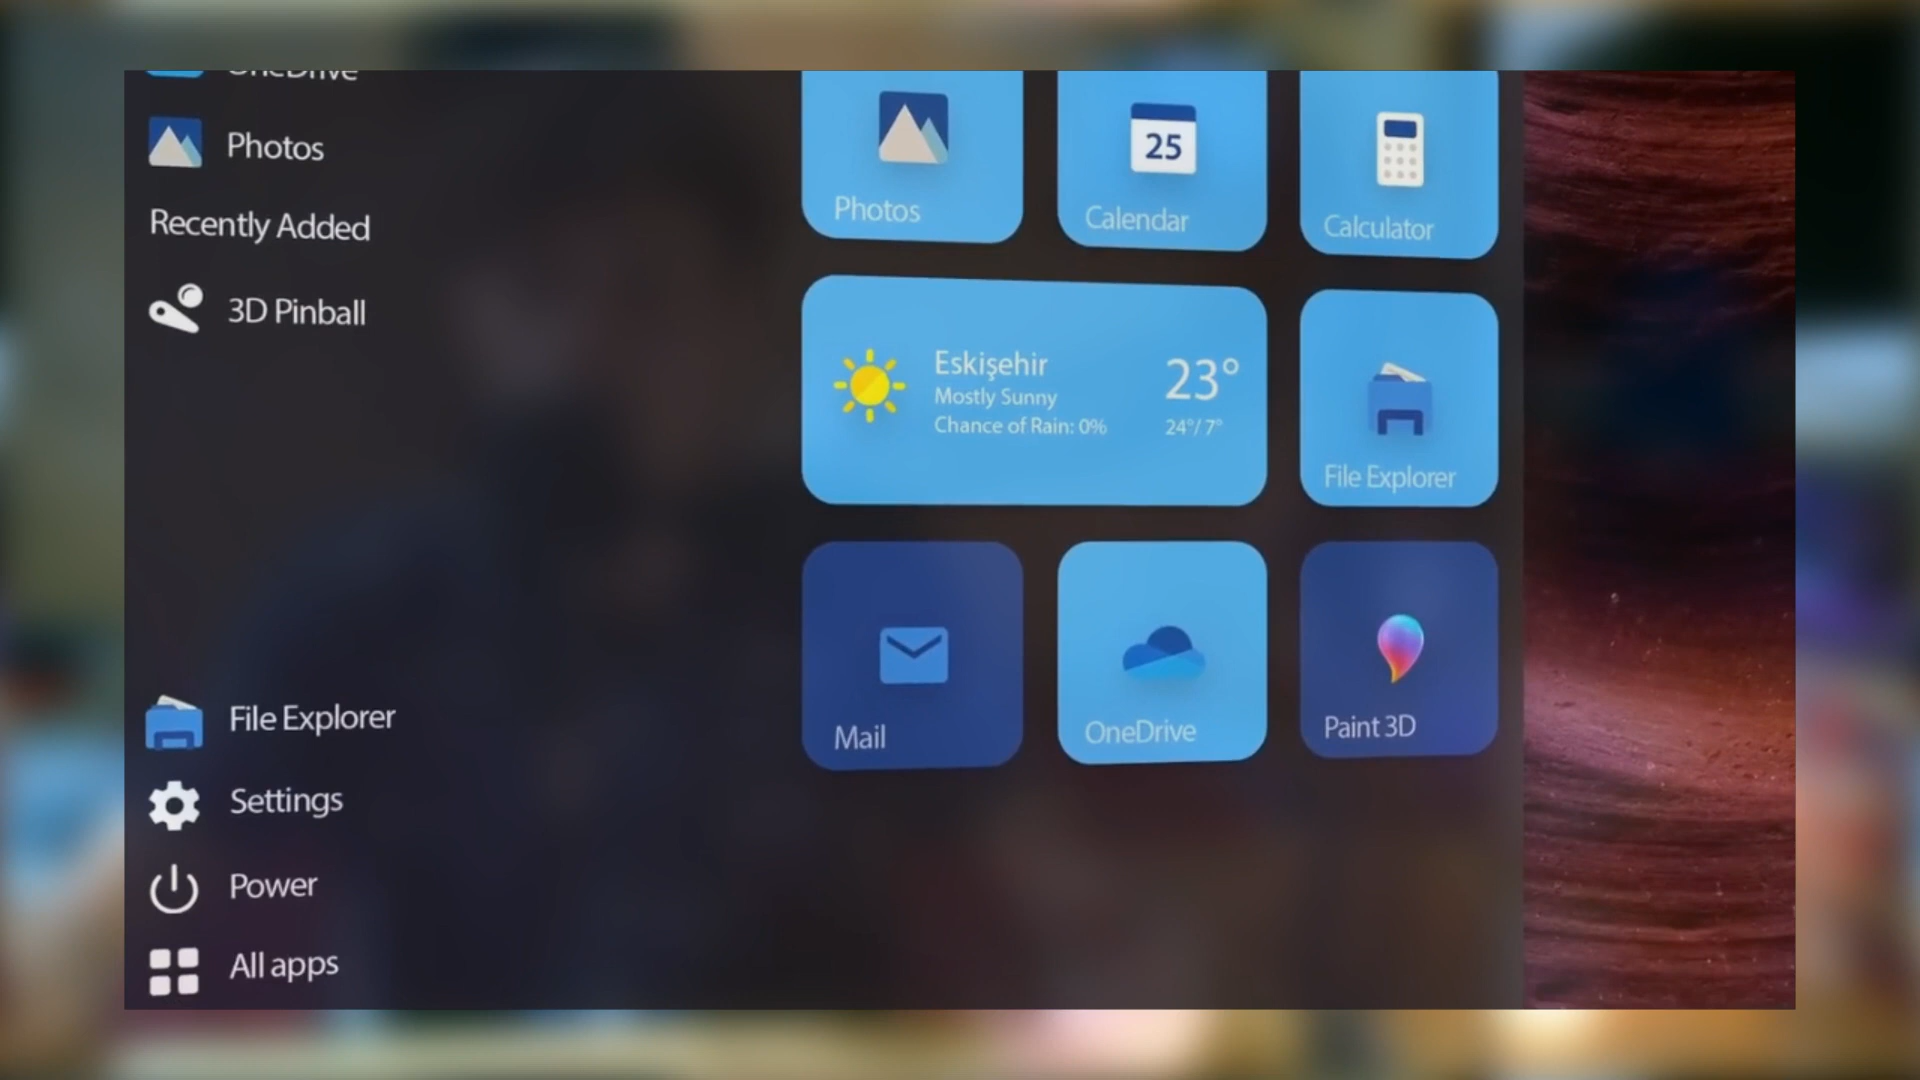 OneDrive
Photos
Recently Added
3D Pinball
File Explorer
Settings
Power
All apps
Photos
25
Calendar
Calculator
Eskişehir
Mostly Sunny
Chance of Rain: 0%
23°
24°/7°
File Explorer
Mail
OneDrive
Paint 3D